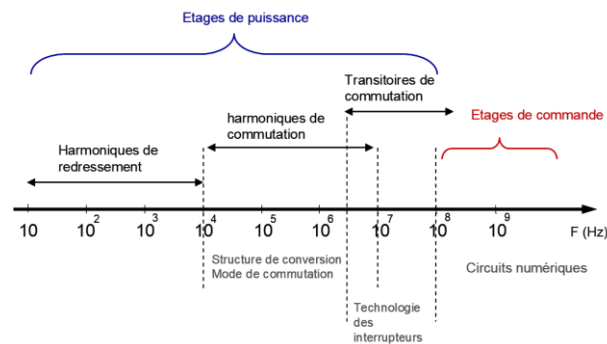 Etages de puissance
Transitoires de
commutation
harmoniques de
commutation
Etages de commande
Harmoniques de
redressement
10 10² 10³ 10⁴ 10⁵ 10⁶ 10⁷ 10⁸ 10⁹ F (Hz)
Structure de conversion
Mode de commutation
Circuits numériques
Technologie
des
interrupteurs